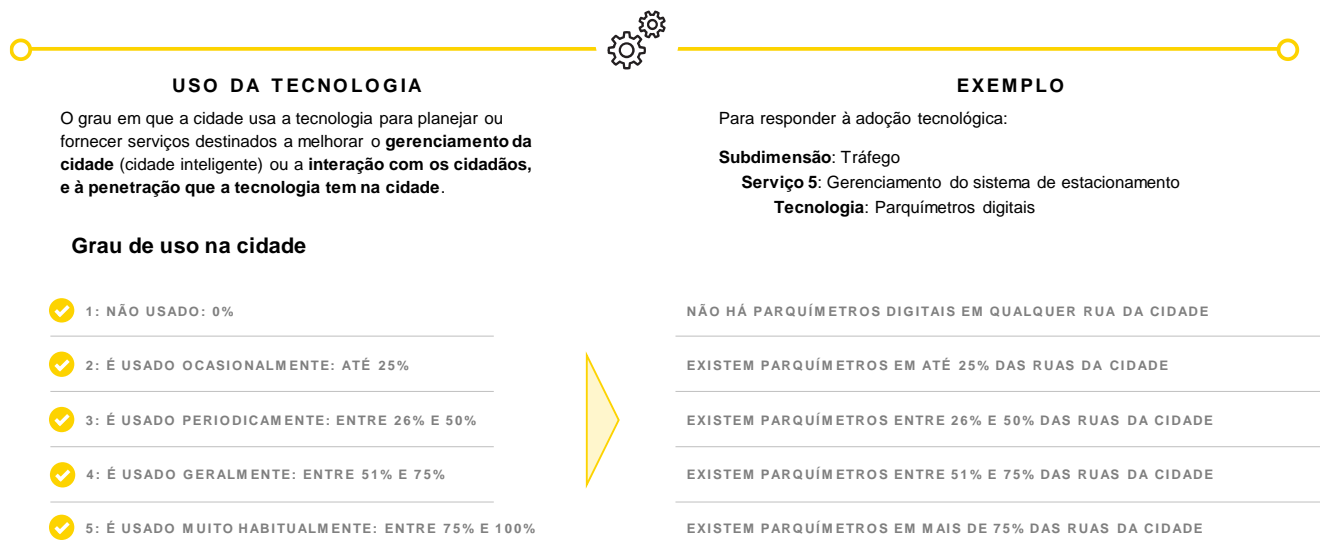 USO DA TECNOLOGIA
O grau em que a cidade usa a tecnologia para planejar ou
fornecer serviços destinados a melhorar o gerenciamento da
cidade (cidade inteligente) ou a interação com os cidadãos,
e à penetração que a tecnologia tem na cidade.
Grau de uso na cidade
1: NÃO USADO: 0%
2: É USADO OCASIONALMENTE: ATÉ 25%
3: É USADO PERIODICAMENTE: ENTRE 26% E 50%
4: É USADO GERALMENTE: ENTRE 51% E 75%
5: É USADO MUITO HABITUALMENTE: ENTRE 75% E 100%
EXEMPLO
Para responder à adoção tecnológica:
Subdimensão: Tráfego
Serviço 5: Gerenciamento do sistema de estacionamento
Tecnologia: Parquímetros digitais
NÃO HÁ PARQUÍMETROS DIGITAIS EM QUALQUER RUA DA CIDADE
EXISTEM PARQUÍMETROS EM ATÉ 25% DAS RUAS DA CIDADE
EXISTEM PARQUÍMETROS ENTRE 26% E 50% DAS RUAS DA CIDADE
EXISTEM PARQUÍMETROS ENTRE 51% E 75% DAS RUAS DA CIDADE
EXISTEM PARQUÍMETROS EM MAIS DE 75% DAS RUAS DA CIDADE